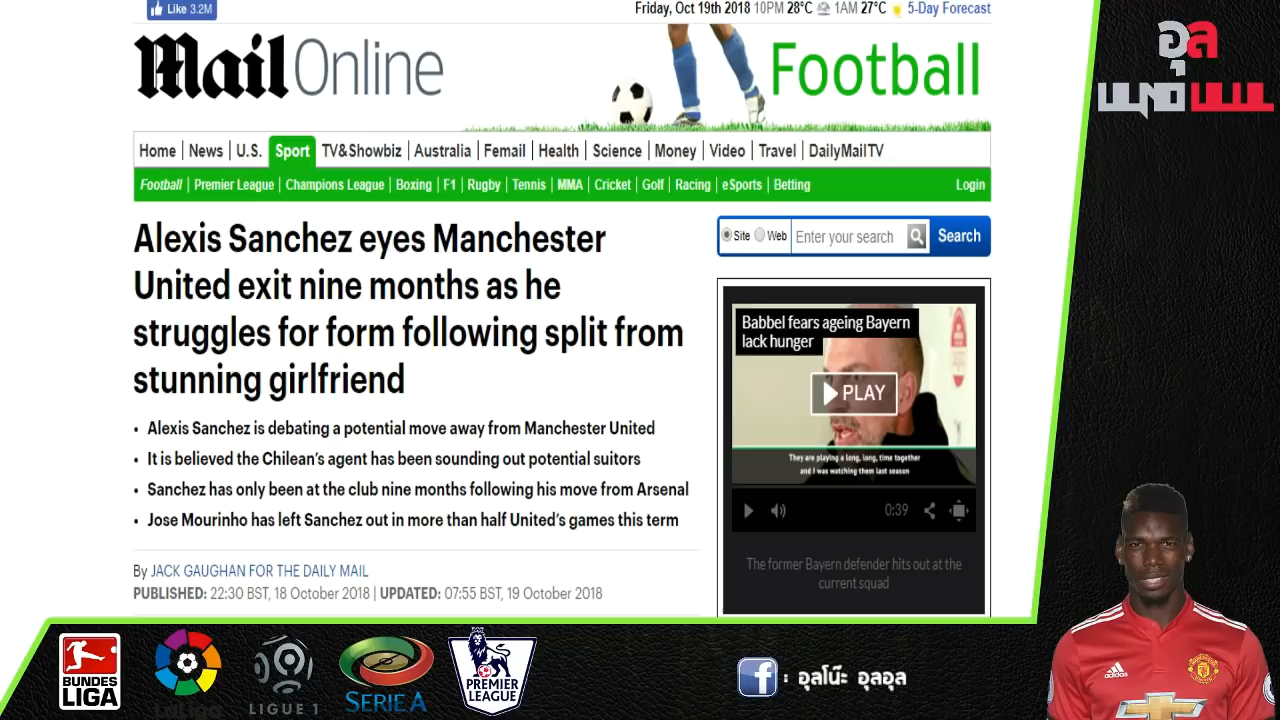 Like 3.2M
Friday, Oct 19th 2018 10PM 28°C 1AM 27°C 5-Day Forecast
Mail Online
Football
Home News U.S. Sport TV&Showbiz Australia Femail Health Science Money Video Travel DailyMailTV
Football Premier League Champions League Boxing F1 Rugby Tennis MMA Cricket Golf Racing eSports Betting Login
Alexis Sanchez eyes Manchester
United exit nine months as he
struggles for form following split from
stunning girlfriend
• Alexis Sanchez is debating a potential move away from Manchester United
• It is believed the Chilean's agent has been sounding out potential suitors
• Sanchez has only been at the club nine months following his move from Arsenal
• Jose Mourinho has left Sanchez out in more than half United's games this term
By JACK GAUGHAN FOR THE DAILY MAIL
PUBLISHED: 22:30 BST, 18 October 2018 | UPDATED: 07:55 BST, 19 October 2018
Site Web Enter your search Search
Babbel fears ageing Bayern
lack hunger
PLAY
They are playing a long, long, time together
and I was watching them last season
0:39
The former Bayern defender hits out at the
current squad
อุล
BUNDES
LIGA
LaLiga
LIGUE 1
SERIE A
PREMIER
LEAGUE
f : อุลโน๊ะ อุลอุล
adidas